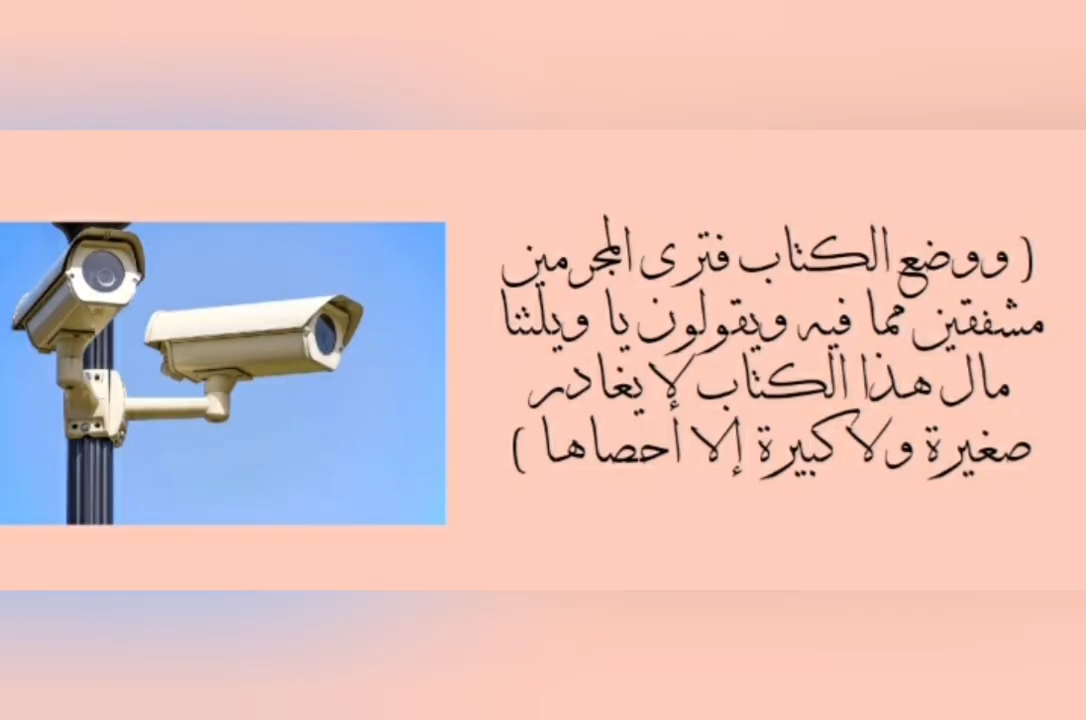 ( ووضع الكتاب فترى المجرمين
مشفقين مما فيه ويقولون يا ويلتنا
مال هذا الكتاب لا يغادر
صغيرة ولا كبيرة إلا أحصاها )